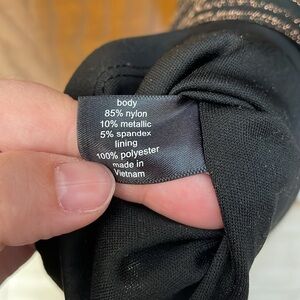 body
85% nylon
10% metallic
5% spandex
lining
100% polyester
made in
Vietnam